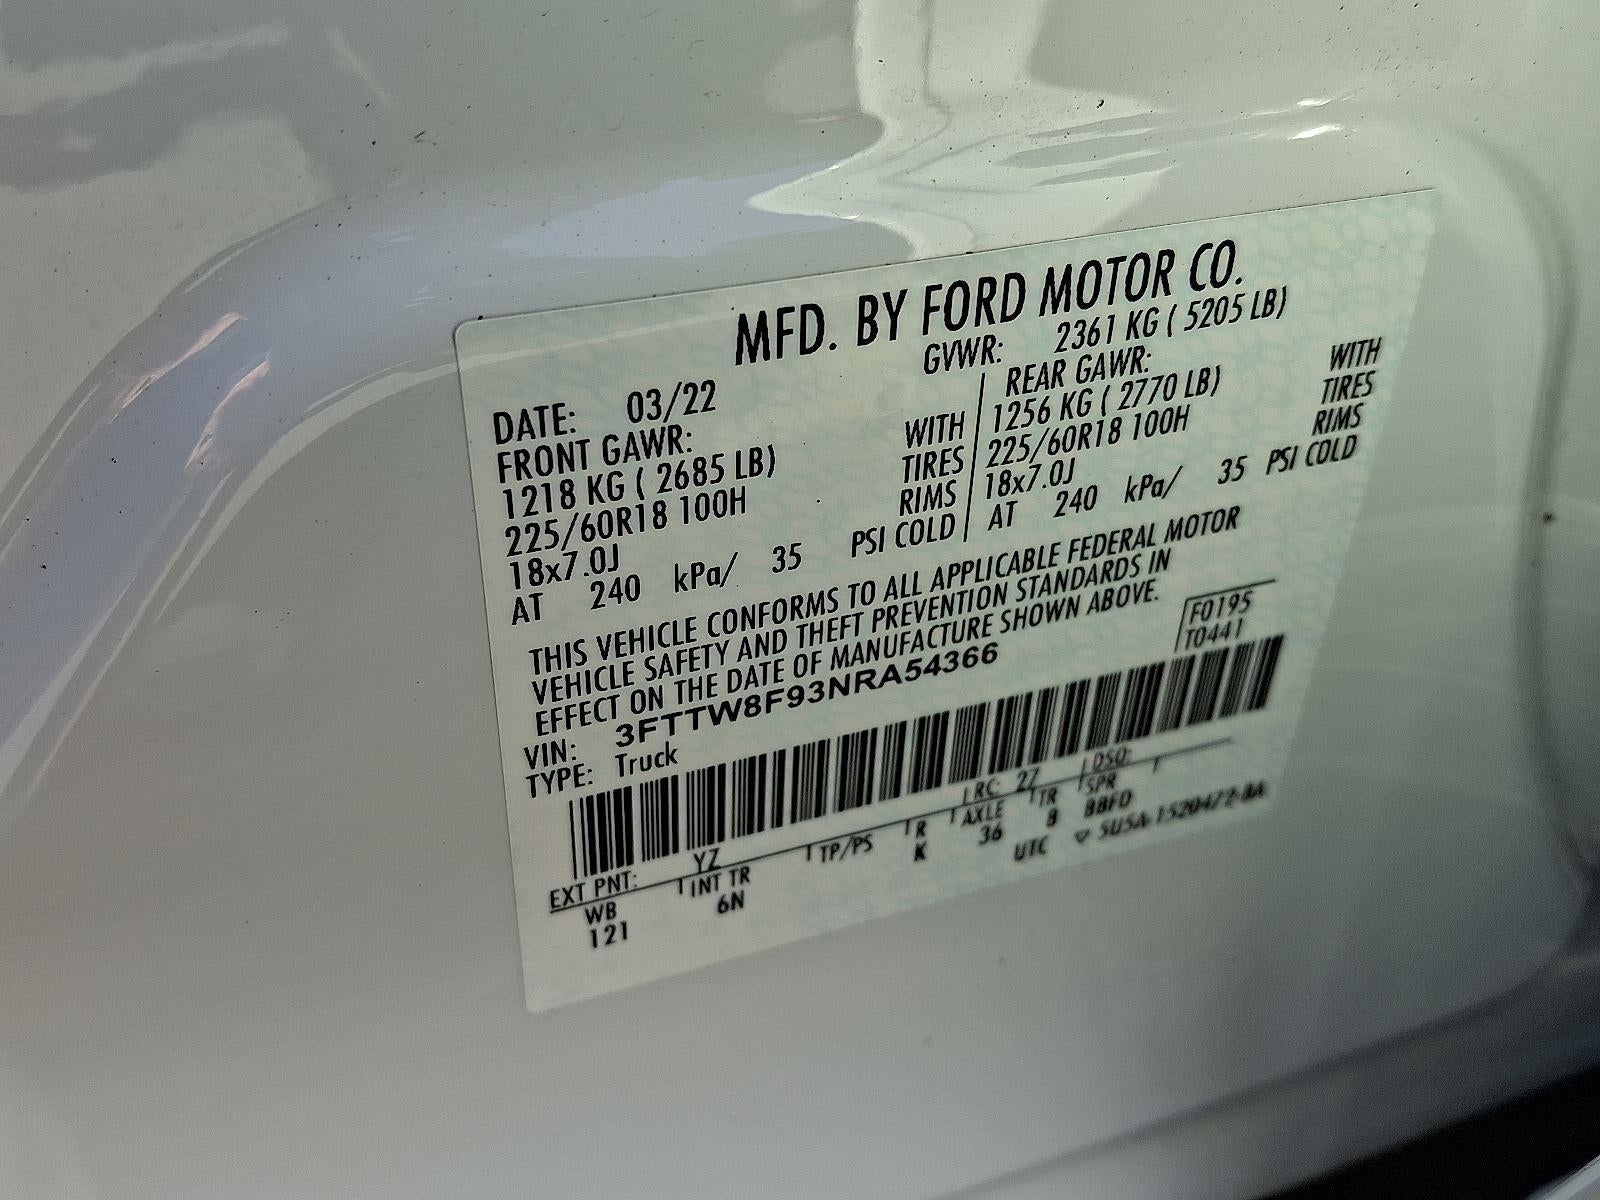 MFD. BY FORD MOTOR CO.
DATE: 03/22 GVWR: 2361 KG ( 5205 LB)
FRONT GAWR:
1218 KG ( 2685 LB) WITH
225/60R18 100H TIRES
18x7.0J RIMS
AT 240 kPa/ 35 PSI COLD
REAR GAWR:
1256 KG ( 2770 LB) WITH
225/60R18 100H TIRES
18x7.0J RIMS
AT 240 kPa/ 35 PSI COLD
THIS VEHICLE CONFORMS TO ALL APPLICABLE FEDERAL MOTOR
VEHICLE SAFETY AND THEFT PREVENTION STANDARDS IN
EFFECT ON THE DATE OF MANUFACTURE SHOWN ABOVE.
VIN: 3FTTW8F93NRA54366
TYPE: Truck
F0195
T0441
EXT PNT: YZ RC: 27 DSO:
WB INT TR TP/PS R AXLE TR SPR
121 6N K 36 8 BBFD
UTC